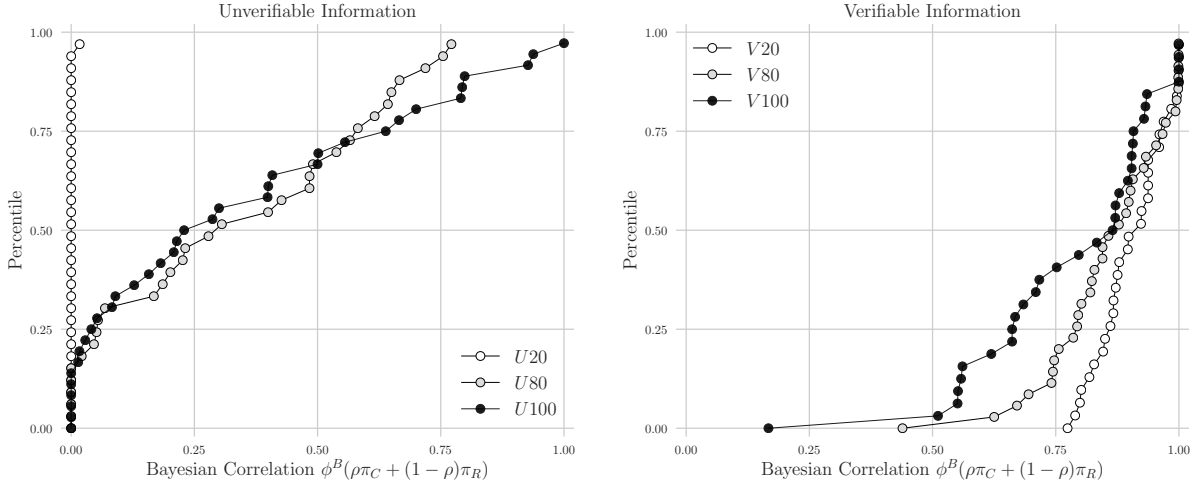 Unverifiable Information
1.00
0.75
0.50
0.25
0.00
Percentile
U20
U80
U100
0.00 0.25 0.50 0.75 1.00
Bayesian Correlation ϕ^B(ρπ_C + (1 − ρ)π_R)
Verifiable Information
V20
V80
V100
1.00
0.75
0.50
0.25
0.00
Percentile
0.00 0.25 0.50 0.75 1.00
Bayesian Correlation ϕ^B(ρπ_C + (1 − ρ)π_R)